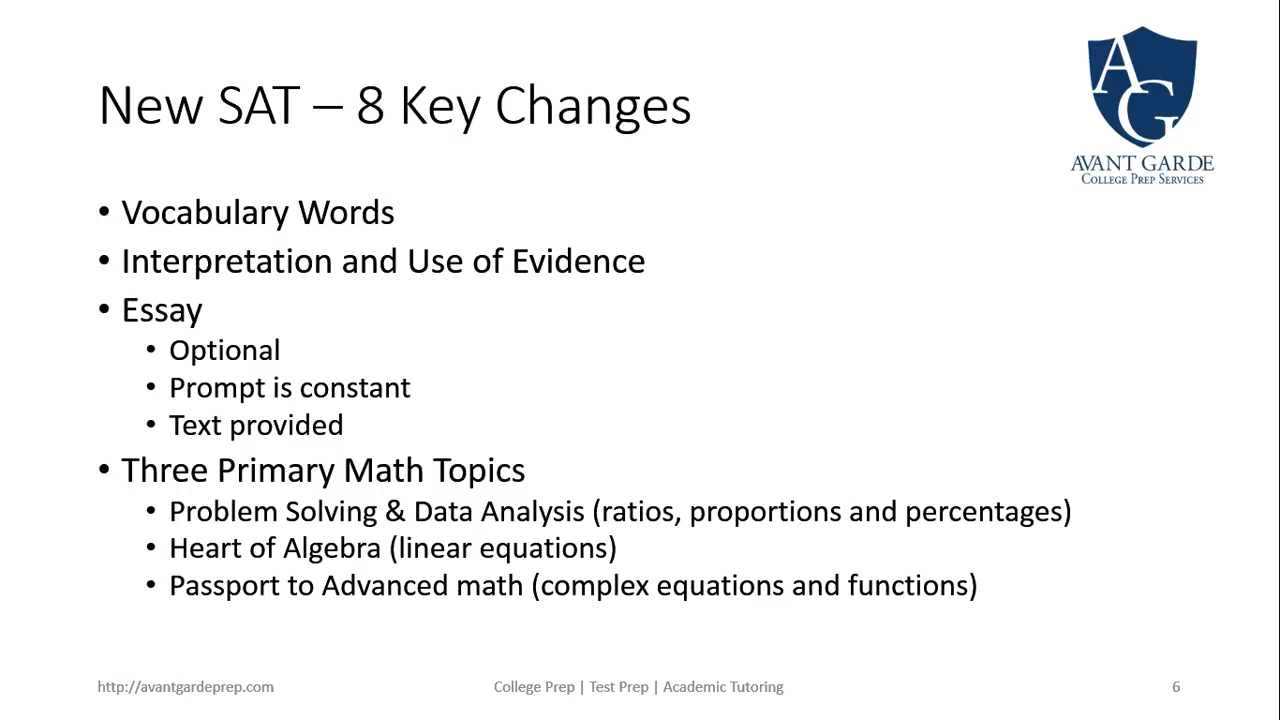 AG
AVANT GARDE
COLLEGE PREP SERVICES
New SAT – 8 Key Changes
• Vocabulary Words
• Interpretation and Use of Evidence
• Essay
• Optional
• Prompt is constant
• Text provided
• Three Primary Math Topics
• Problem Solving & Data Analysis (ratios, proportions and percentages)
• Heart of Algebra (linear equations)
• Passport to Advanced math (complex equations and functions)
http://avantgardeprep.com
College Prep | Test Prep | Academic Tutoring
6